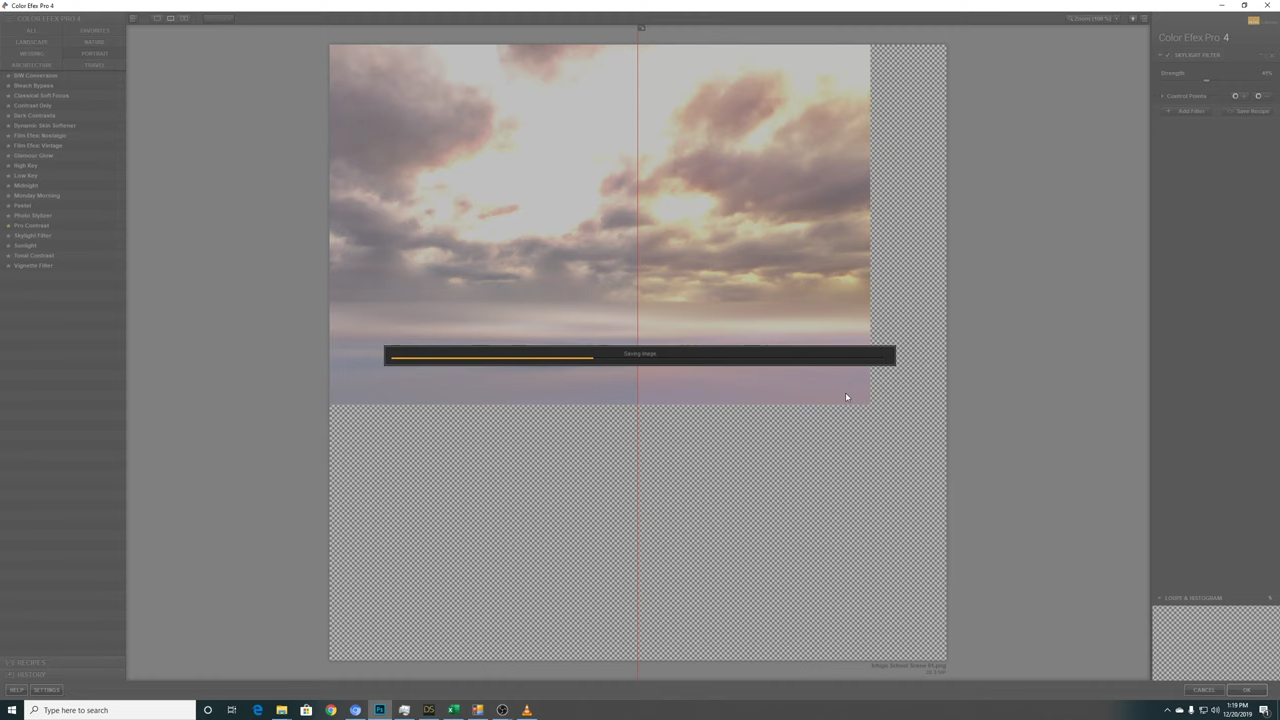 Color Efex Pro 4
COLOR EFEX PRO 4
Zoom (100 %)
ALL FAVORITES
LANDSCAPE NATURE
WEDDING PORTRAIT
ARCHITECTURE TRAVEL
B/W Conversion
Bleach Bypass
Classical Soft Focus
Contrast Only
Dark Contrasts
Dynamic Skin Softener
Film Efex: Nostalgic
Film Efex: Vintage
Glamour Glow
High Key
Low Key
Midnight
Monday Morning
Pastel
Photo Stylizer
Pro Contrast
Skylight Filter
Sunlight
Tonal Contrast
Vignette Filter
Color Efex Pro 4
SKYLIGHT FILTER
Strength
Control Points
Add Filter Save Recipe
Saving image
LOUPE & HISTOGRAM
RECIPES
HISTORY
HELP SETTINGS
CANCEL OK
Type here to search
1:19 PM
12/20/2019